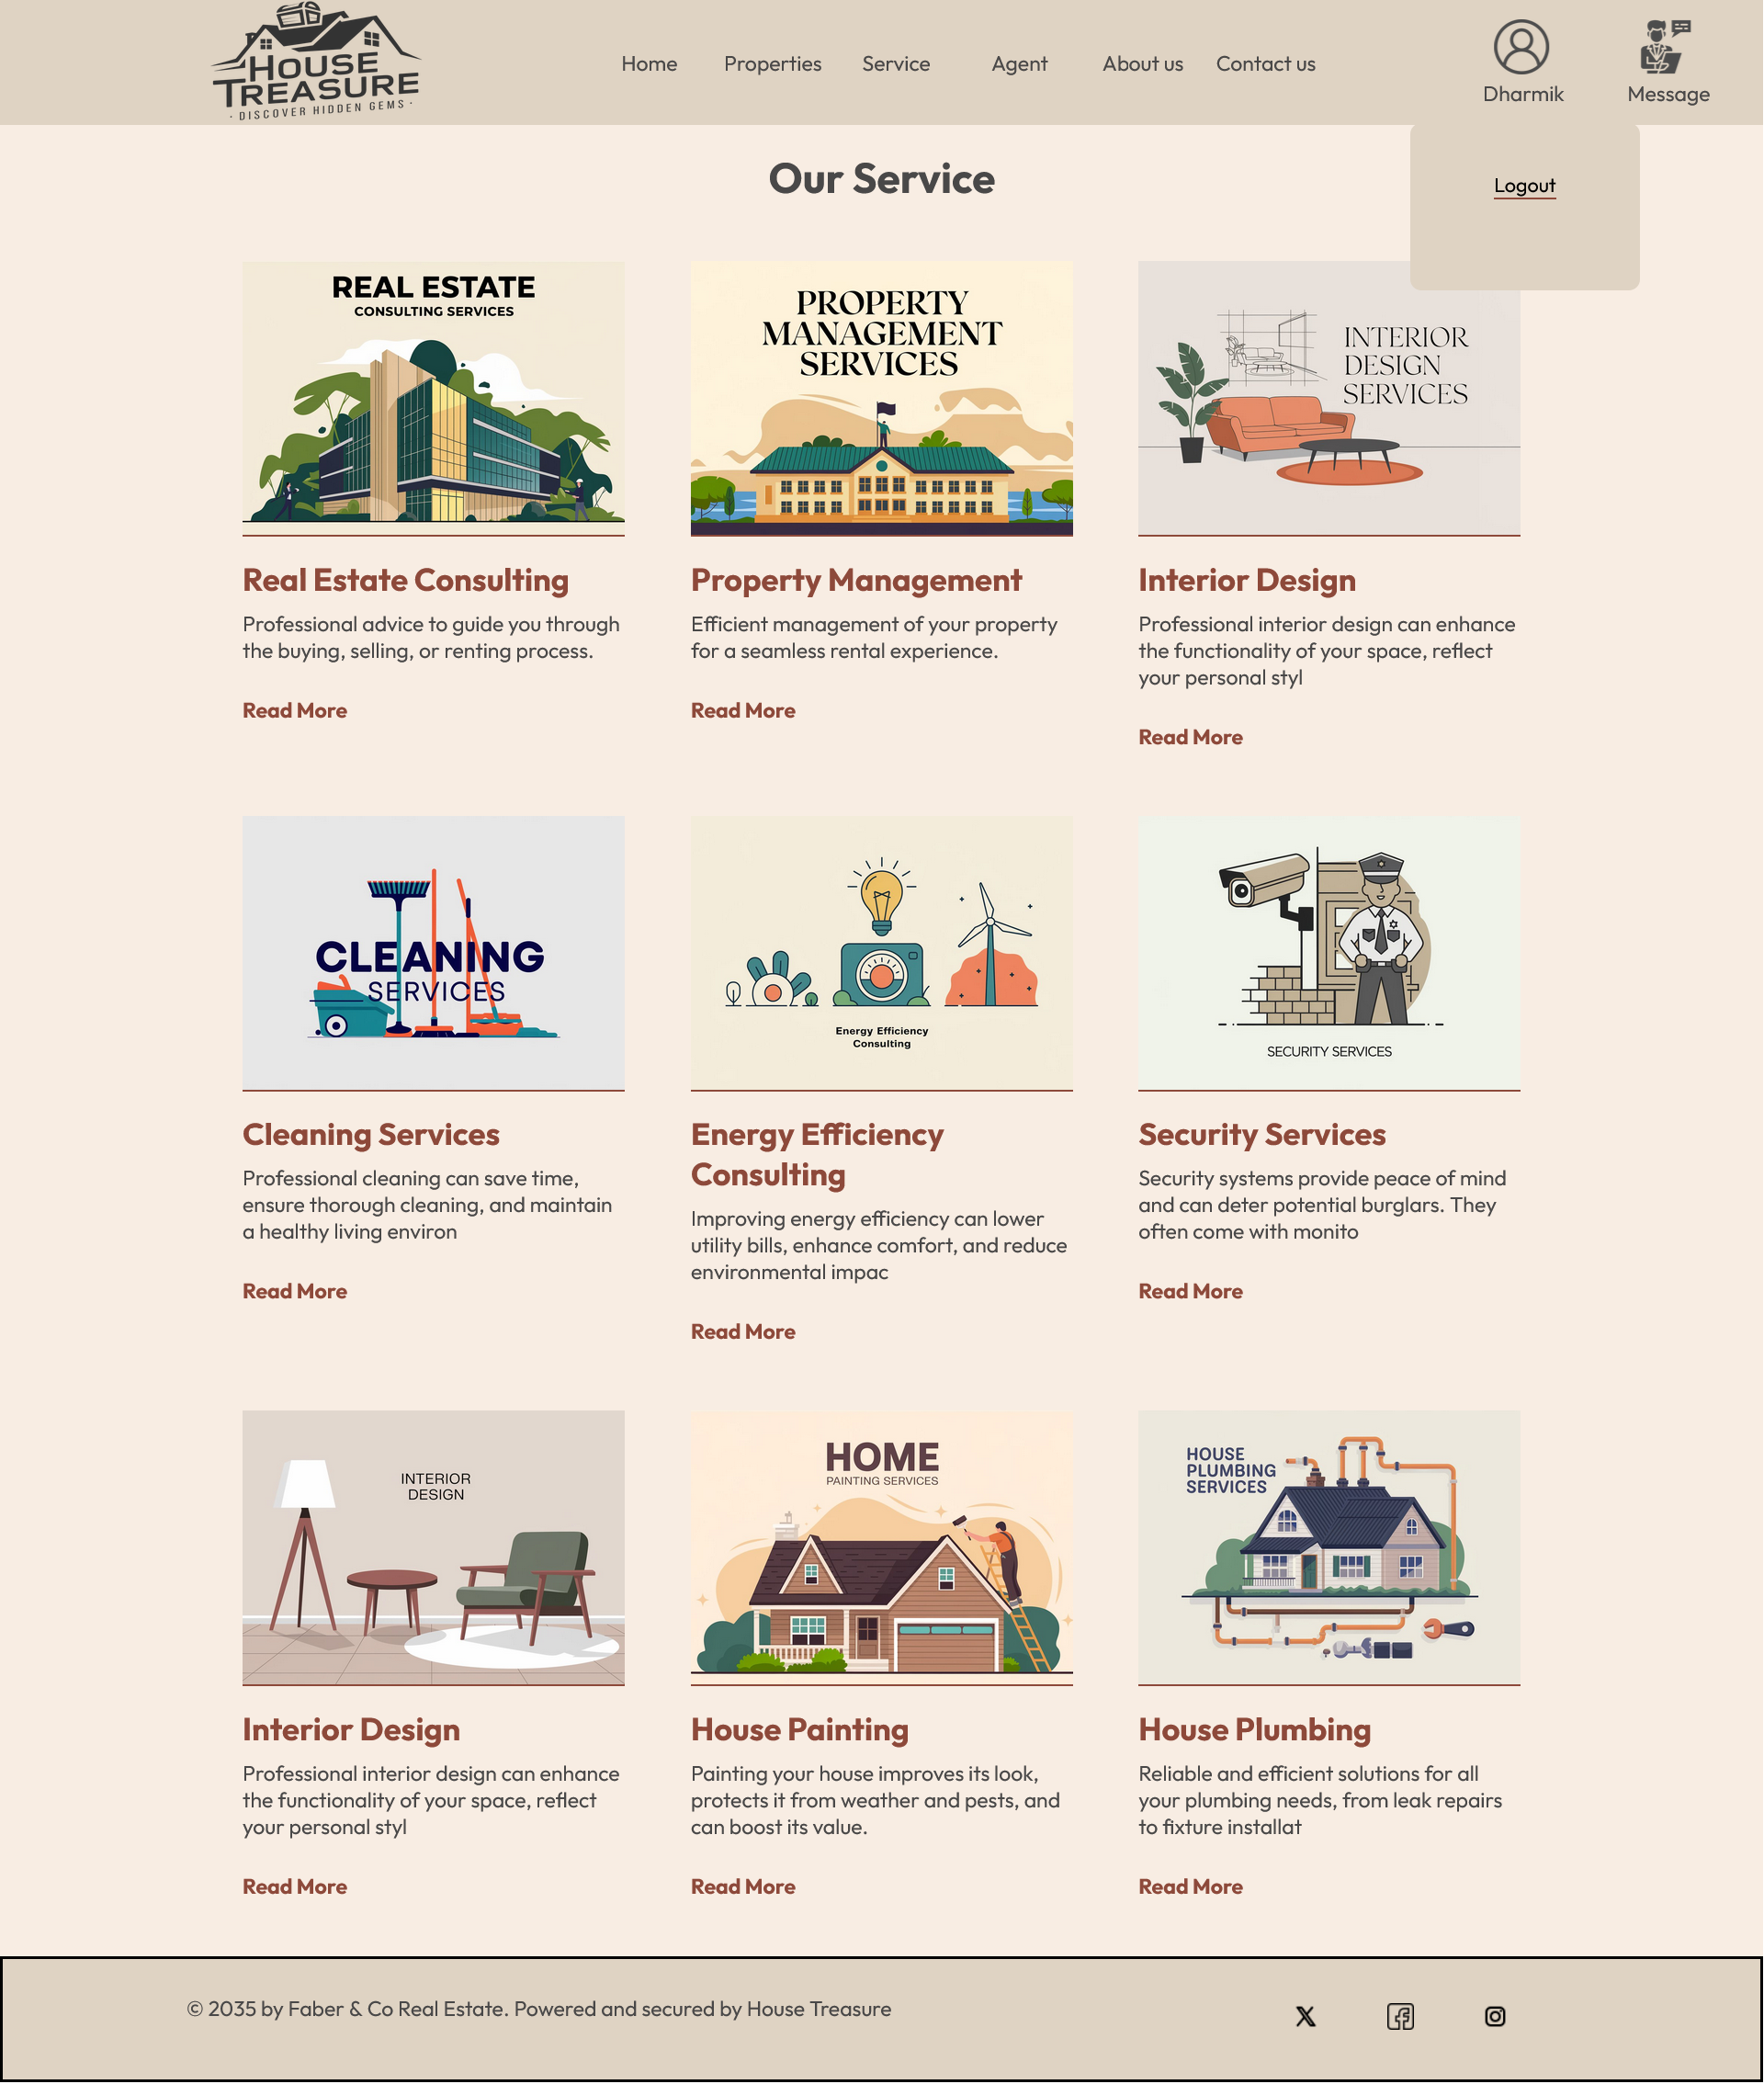 HOUSE
TREASURE
· DISCOVER HIDDEN GEMS ·
Home
Properties
Service
Agent
About us
Contact us
Dharmik
Message
Logout
Our Service
REAL ESTATE
CONSULTING SERVICES
Real Estate Consulting
Professional advice to guide you through
the buying, selling, or renting process.
Read More
PROPERTY
MANAGEMENT
SERVICES
Property Management
Efficient management of your property
for a seamless rental experience.
Read More
INTERIOR
DESIGN
SERVICES
Interior Design
Professional interior design can enhance
the functionality of your space, reflect
your personal styl
Read More
CLEANING
SERVICES
Cleaning Services
Professional cleaning can save time,
ensure thorough cleaning, and maintain
a healthy living environ
Read More
Energy Efficiency
Consulting
Energy Efficiency
Consulting
Improving energy efficiency can lower
utility bills, enhance comfort, and reduce
environmental impac
Read More
SECURITY SERVICES
Security Services
Security systems provide peace of mind
and can deter potential burglars. They
often come with monito
Read More
INTERIOR
DESIGN
Interior Design
Professional interior design can enhance
the functionality of your space, reflect
your personal styl
Read More
HOME
PAINTING SERVICES
House Painting
Painting your house improves its look,
protects it from weather and pests, and
can boost its value.
Read More
HOUSE
PLUMBING
SERVICES
House Plumbing
Reliable and efficient solutions for all
your plumbing needs, from leak repairs
to fixture installat
Read More
© 2035 by Faber & Co Real Estate. Powered and secured by House Treasure